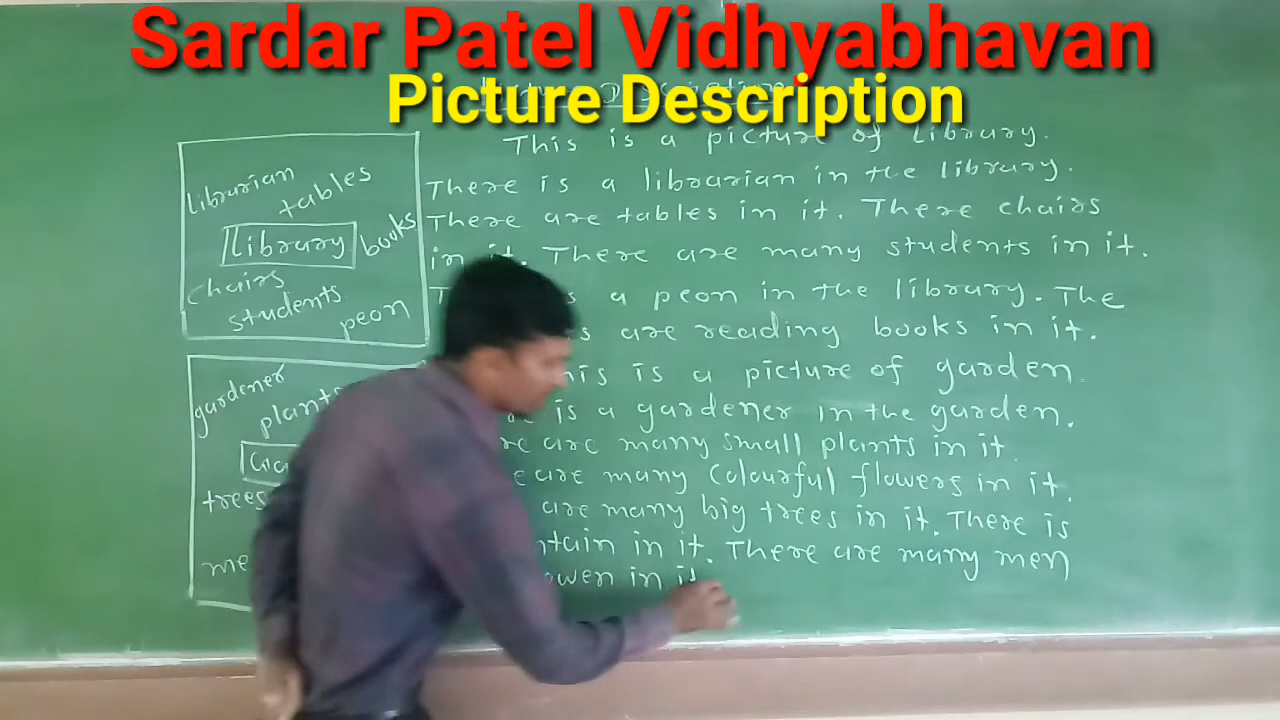 Sardar Patel Vidhyabhavan
Picture Description
librarian
tables
Library
books
chairs
students
peon
This is a picture of library.
There is a librarian in the library.
There are tables in it. There chairs
in it. There are many students in it.
a peon in the library. The
are reading books in it.
gardener
plants
trees
is a picture of garden.
is a gardener in the garden.
are many small plants in it.
are many colourful flowers in it.
are many big trees in it. There is
in it. There are many men
in it